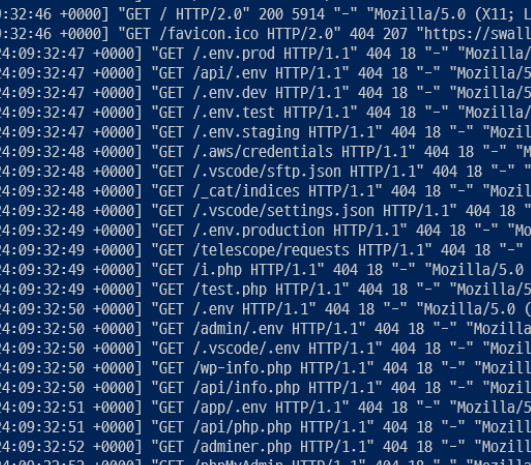 :32:46 +0000] "GET / HTTP/2.0" 200 5914 "-" "Mozilla/5.0 (X11; L
:32:46 +0000] "GET /favicon.ico HTTP/2.0" 404 207 "https://swall
24:09:32:47 +0000] "GET /.env.prod HTTP/1.1" 404 18 "-" "Mozilla/
24:09:32:47 +0000] "GET /api/.env HTTP/1.1" 404 18 "-" "Mozilla/5
24:09:32:47 +0000] "GET /.env.dev HTTP/1.1" 404 18 "-" "Mozilla/5
24:09:32:47 +0000] "GET /.env.test HTTP/1.1" 404 18 "-" "Mozilla/
24:09:32:47 +0000] "GET /.env.staging HTTP/1.1" 404 18 "-" "Mozil
24:09:32:48 +0000] "GET /.aws/credentials HTTP/1.1" 404 18 "-" "M
24:09:32:48 +0000] "GET /.vscode/sftp.json HTTP/1.1" 404 18 "-" "
24:09:32:48 +0000] "GET /_cat/indices HTTP/1.1" 404 18 "-" "Mozil
24:09:32:48 +0000] "GET /.vscode/settings.json HTTP/1.1" 404 18 "
24:09:32:49 +0000] "GET /.env.production HTTP/1.1" 404 18 "-" "Mo
24:09:32:49 +0000] "GET /telescope/requests HTTP/1.1" 404 18 "-"
24:09:32:49 +0000] "GET /i.php HTTP/1.1" 404 18 "-" "Mozilla/5.0
24:09:32:49 +0000] "GET /test.php HTTP/1.1" 404 18 "-" "Mozilla/5
24:09:32:50 +0000] "GET /.env HTTP/1.1" 404 18 "-" "Mozilla/5.0 (
24:09:32:50 +0000] "GET /admin/.env HTTP/1.1" 404 18 "-" "Mozilla
24:09:32:50 +0000] "GET /.vscode/.env HTTP/1.1" 404 18 "-" "Mozil
24:09:32:50 +0000] "GET /wp-info.php HTTP/1.1" 404 18 "-" "Mozill
24:09:32:50 +0000] "GET /api/info.php HTTP/1.1" 404 18 "-" "Mozil
24:09:32:51 +0000] "GET /app/.env HTTP/1.1" 404 18 "-" "Mozilla/5
24:09:32:51 +0000] "GET /api/php.php HTTP/1.1" 404 18 "-" "Mozill
24:09:32:52 +0000] "GET /adminer.php HTTP/1.1" 404 18 "-" "Mozill